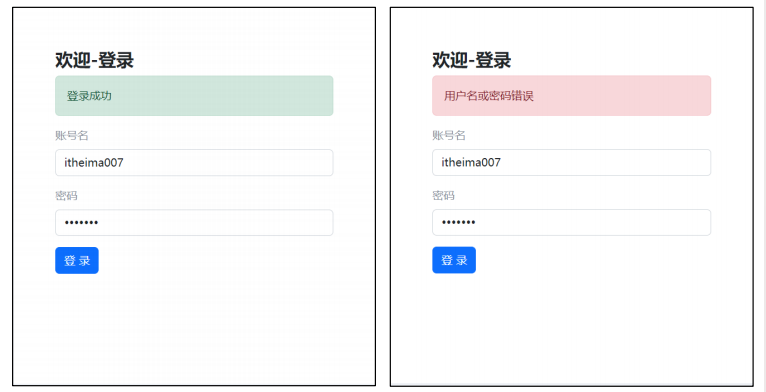 欢迎-登录
登录成功
账号名
itheima007
密码
•••••••
登 录
欢迎-登录
用户名或密码错误
账号名
itheima007
密码
•••••••
登 录